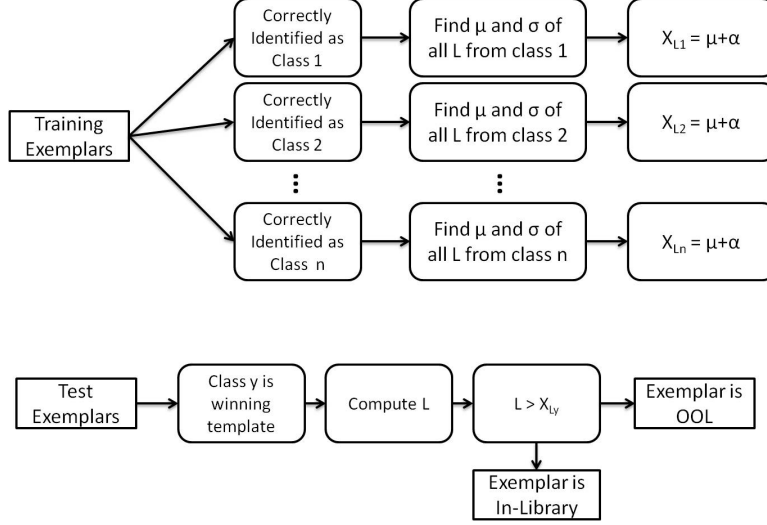 Training
Exemplars
Correctly
Identified as
Class 1
Find μ and σ of
all L from class 1
X_L1 = μ+α
Correctly
Identified as
Class 2
Find μ and σ of
all L from class 2
X_L2 = μ+α
Correctly
Identified as
Class n
Find μ and σ of
all L from class n
X_Ln = μ+α
Test
Exemplars
Class y is
winning
template
Compute L
L > X_Ly
Exemplar is
OOL
Exemplar is
In-Library